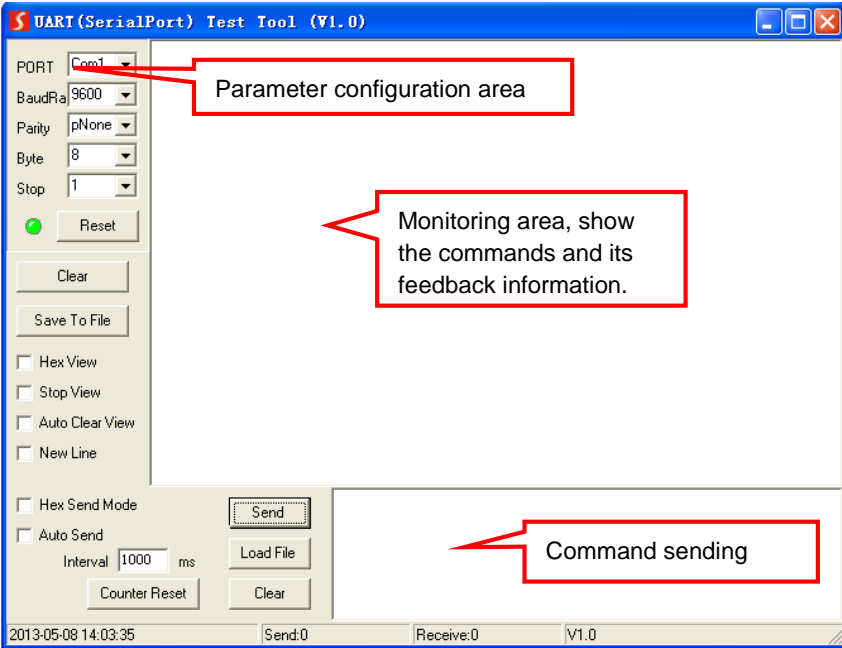 UART(SerialPort) Test Tool (V1.0)
PORT Com1
BaudRa 9600
Parity pNone
Byte 8
Stop 1
Reset
Clear
Save To File
Hex View
Stop View
Auto Clear View
New Line
Parameter configuration area
Monitoring area, show
the commands and its
feedback information.
Hex Send Mode
Auto Send
Interval 1000 ms
Counter Reset
Send
Load File
Clear
Command sending
2013-05-08 14:03:35 Send:0 Receive:0 V1.0